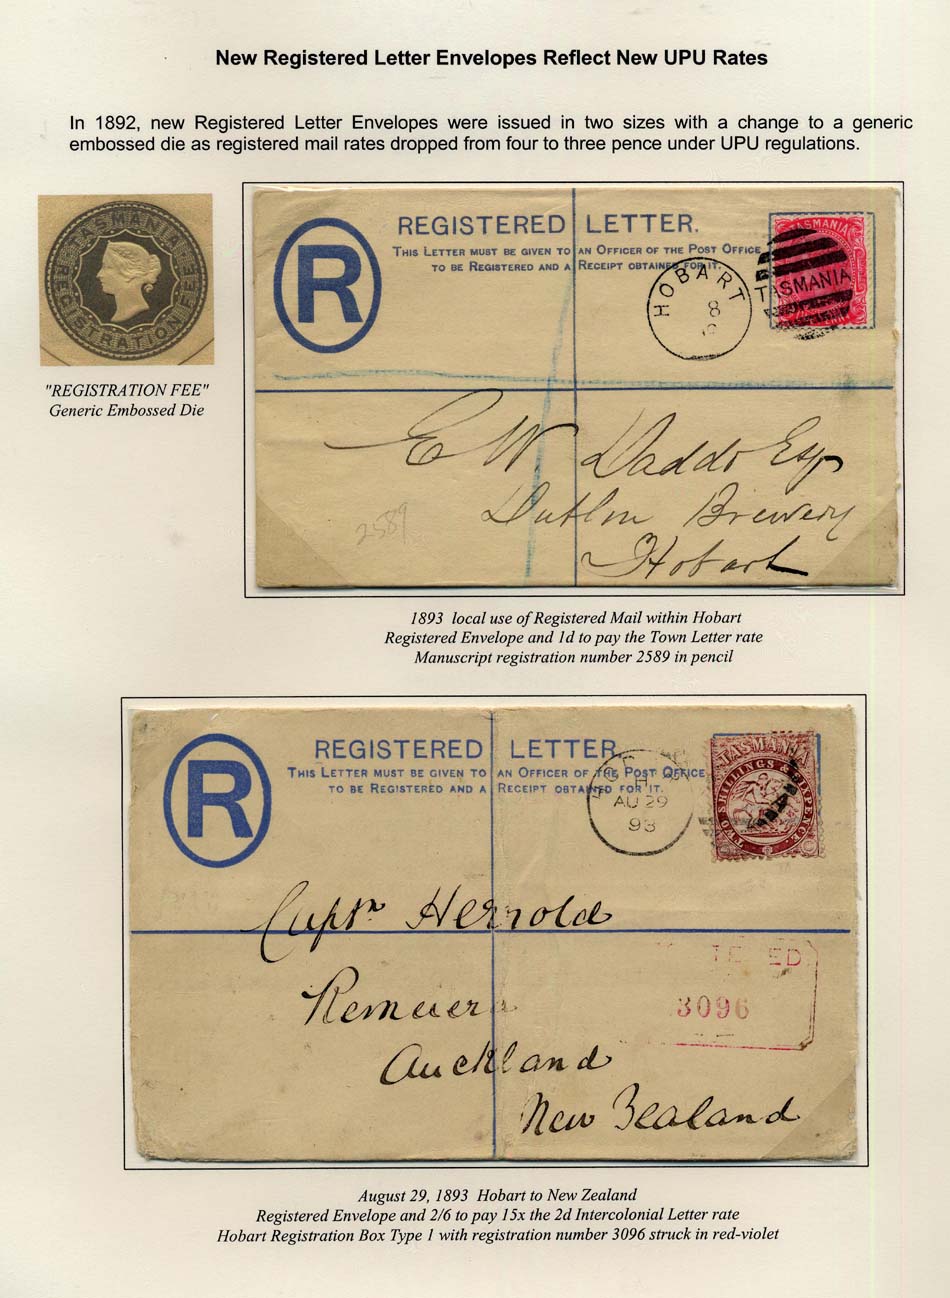 New Registered Letter Envelopes Reflect New UPU Rates
In 1892, new Registered Letter Envelopes were issued in two sizes with a change to a generic
embossed die as registered mail rates dropped from four to three pence under UPU regulations.
TASMANIA
REGISTRATION FEE
"REGISTRATION FEE"
Generic Embossed Die
R
REGISTERED LETTER.
THIS LETTER MUST BE GIVEN TO AN OFFICER OF THE POST OFFICE
TO BE REGISTERED AND A RECEIPT OBTAINED FOR IT.
TASMANIA
HOBART
8
TASMANIA
E W. Daddo Esq
Brewery
Hobart
2589
1893 local use of Registered Mail within Hobart
Registered Envelope and 1d to pay the Town Letter rate
Manuscript registration number 2589 in pencil
R
REGISTERED LETTER.
THIS LETTER MUST BE GIVEN TO AN OFFICER OF THE POST OFFICE
TO BE REGISTERED AND A RECEIPT OBTAINED FOR IT.
H
AU 29
93
TASMANIA
TWO SHILLINGS & SIXPENCE
Captn Herrold
Remuera
Auckland
New Zealand
3096
August 29, 1893 Hobart to New Zealand
Registered Envelope and 2/6 to pay 15x the 2d Intercolonial Letter rate
Hobart Registration Box Type 1 with registration number 3096 struck in red-violet